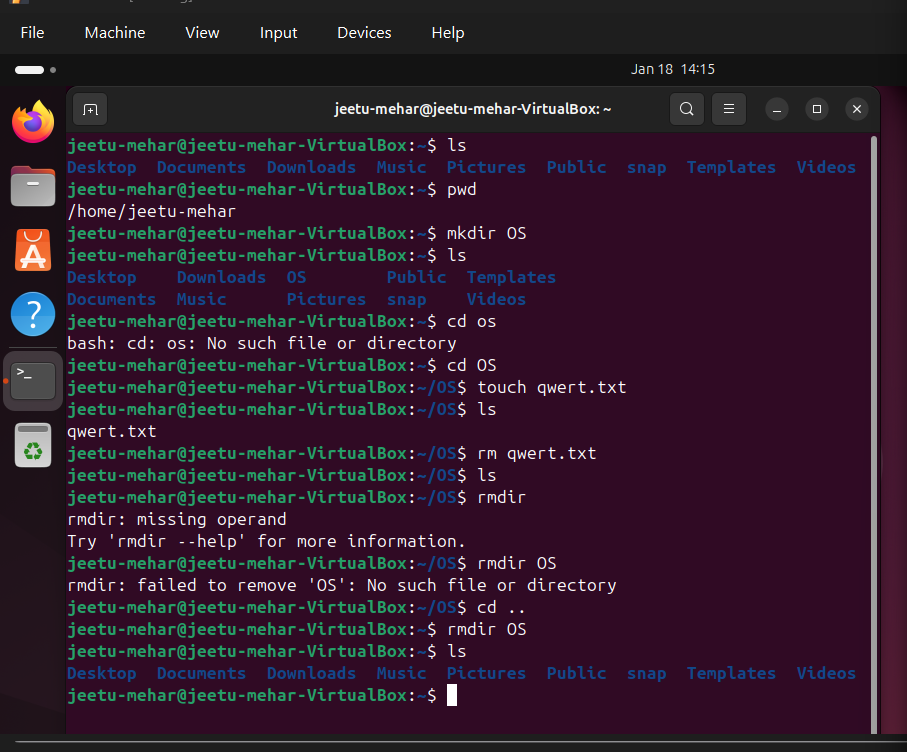 File Machine View Input Devices Help
Jan 18 14:15
jeetu-mehar@jeetu-mehar-VirtualBox: ~
jeetu-mehar@jeetu-mehar-VirtualBox:~$ ls
Desktop Documents Downloads Music Pictures Public snap Templates Videos
jeetu-mehar@jeetu-mehar-VirtualBox:~$ pwd
/home/jeetu-mehar
jeetu-mehar@jeetu-mehar-VirtualBox:~$ mkdir OS
jeetu-mehar@jeetu-mehar-VirtualBox:~$ ls
Desktop Downloads OS Public Templates
Documents Music Pictures snap Videos
jeetu-mehar@jeetu-mehar-VirtualBox:~$ cd os
bash: cd: os: No such file or directory
jeetu-mehar@jeetu-mehar-VirtualBox:~$ cd OS
jeetu-mehar@jeetu-mehar-VirtualBox:~/OS$ touch qwert.txt
jeetu-mehar@jeetu-mehar-VirtualBox:~/OS$ ls
qwert.txt
jeetu-mehar@jeetu-mehar-VirtualBox:~/OS$ rm qwert.txt
jeetu-mehar@jeetu-mehar-VirtualBox:~/OS$ ls
jeetu-mehar@jeetu-mehar-VirtualBox:~/OS$ rmdir
rmdir: missing operand
Try 'rmdir --help' for more information.
jeetu-mehar@jeetu-mehar-VirtualBox:~/OS$ rmdir OS
rmdir: failed to remove 'OS': No such file or directory
jeetu-mehar@jeetu-mehar-VirtualBox:~/OS$ cd ..
jeetu-mehar@jeetu-mehar-VirtualBox:~$ rmdir OS
jeetu-mehar@jeetu-mehar-VirtualBox:~$ ls
Desktop Documents Downloads Music Pictures Public snap Templates Videos
jeetu-mehar@jeetu-mehar-VirtualBox:~$